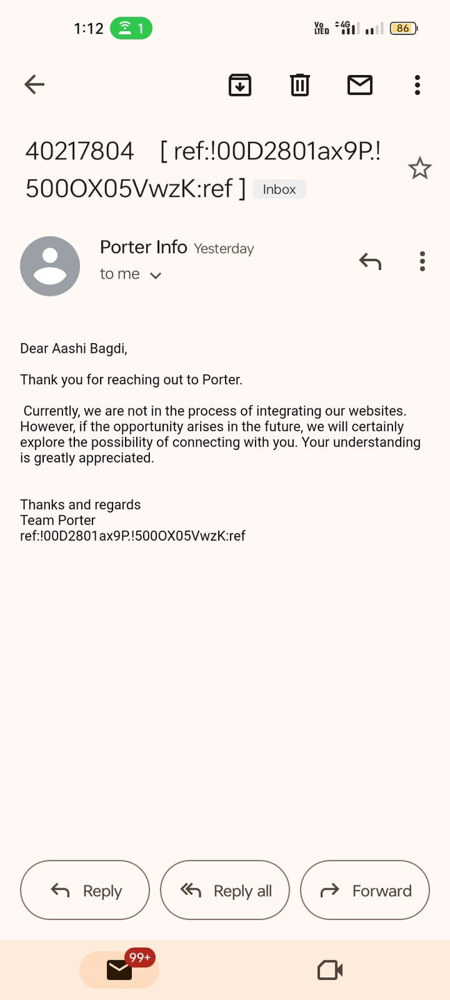 1:12
1
Vo LTED
4G
86
40217804 [ ref:!00D2801ax9P.!
500OX05VwzK:ref ] Inbox
Porter Info Yesterday
to me
Dear Aashi Bagdi,
Thank you for reaching out to Porter.
Currently, we are not in the process of integrating our websites.
However, if the opportunity arises in the future, we will certainly
explore the possibility of connecting with you. Your understanding
is greatly appreciated.
Thanks and regards
Team Porter
ref:!00D2801ax9P.!500OX05VwzK:ref
Reply
Reply all
Forward
99+